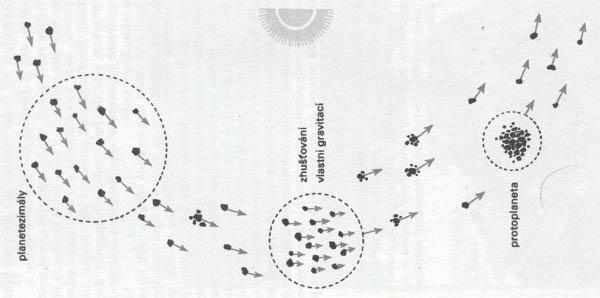 planetezimály
zhušťování
vlastní gravitací
protoplaneta